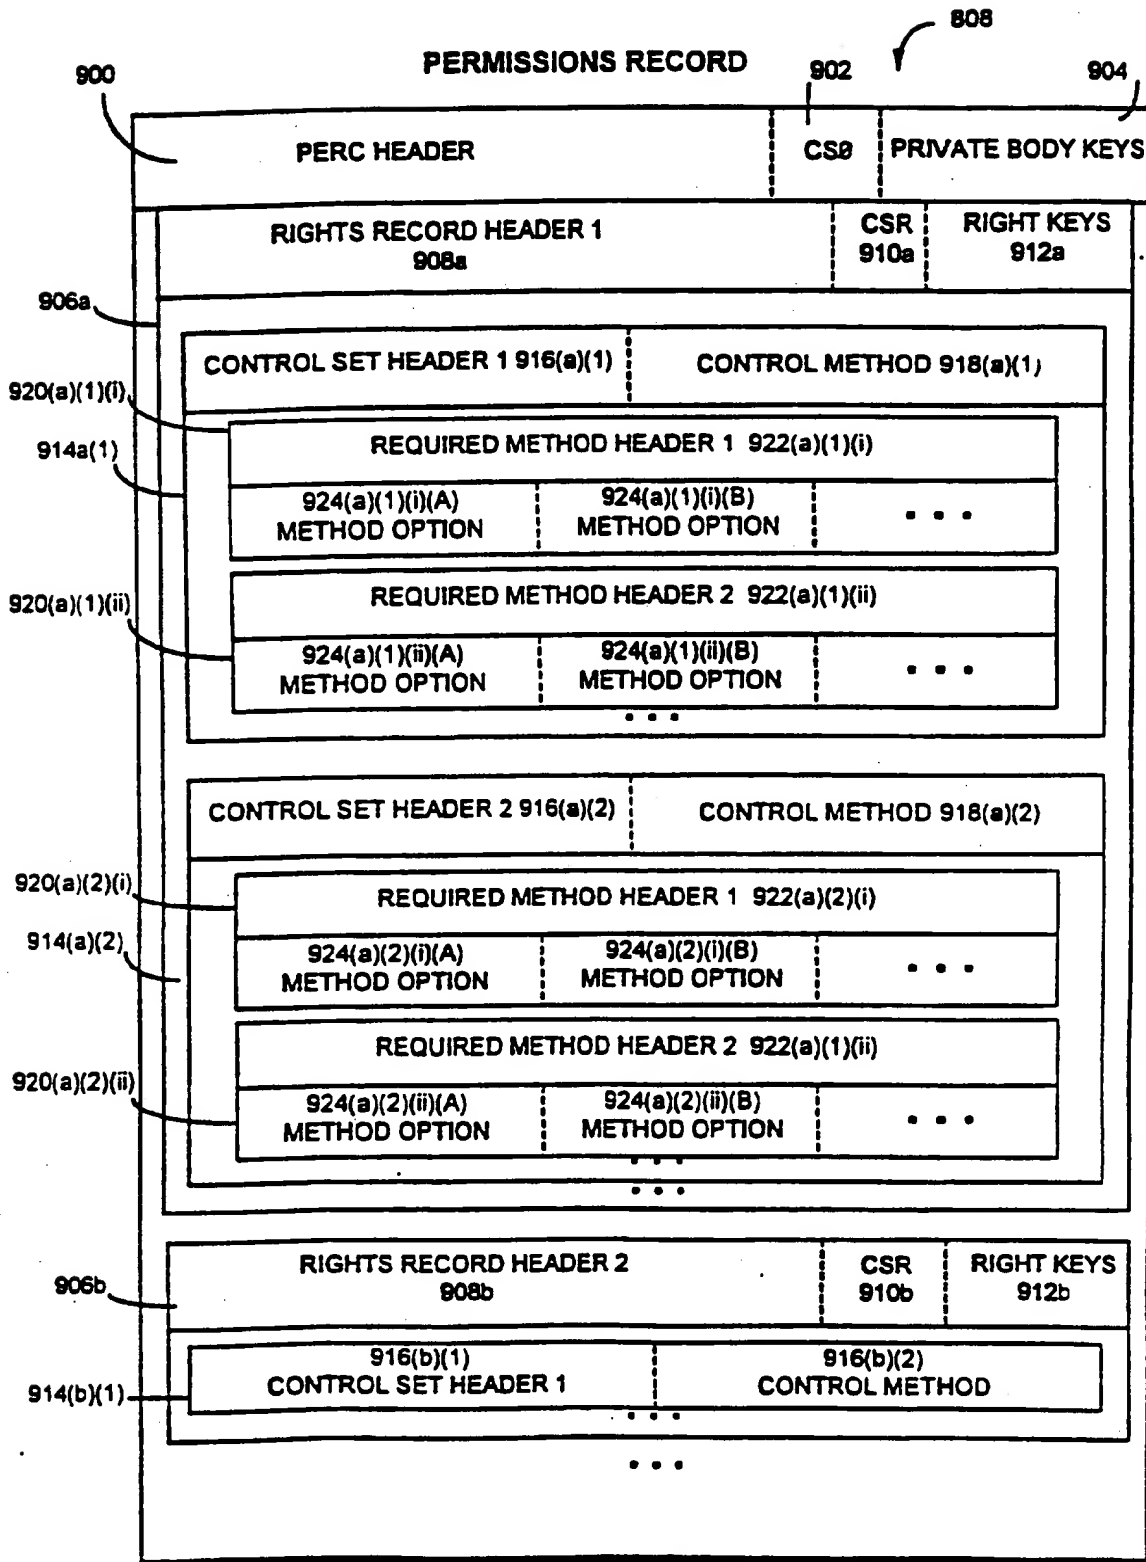 808
PERMISSIONS RECORD
900
902
904
PERC HEADER
CS0
PRIVATE BODY KEYS
RIGHTS RECORD HEADER 1
908a
CSR
910a
RIGHT KEYS
912a
906a
CONTROL SET HEADER 1 916(a)(1)
CONTROL METHOD 918(a)(1)
920(a)(1)(i)
REQUIRED METHOD HEADER 1 922(a)(1)(i)
914a(1)
924(a)(1)(i)(A)
METHOD OPTION
924(a)(1)(i)(B)
METHOD OPTION
• • •
920(a)(1)(ii)
REQUIRED METHOD HEADER 2 922(a)(1)(ii)
924(a)(1)(ii)(A)
METHOD OPTION
924(a)(1)(ii)(B)
METHOD OPTION
• • •
• • •
CONTROL SET HEADER 2 916(a)(2)
CONTROL METHOD 918(a)(2)
920(a)(2)(i)
REQUIRED METHOD HEADER 1 922(a)(2)(i)
914(a)(2)
924(a)(2)(i)(A)
METHOD OPTION
924(a)(2)(i)(B)
METHOD OPTION
• • •
REQUIRED METHOD HEADER 2 922(a)(1)(ii)
920(a)(2)(ii)
924(a)(2)(ii)(A)
METHOD OPTION
924(a)(2)(ii)(B)
METHOD OPTION
• • •
• • •
• • •
RIGHTS RECORD HEADER 2
908b
CSR
910b
RIGHT KEYS
912b
906b
916(b)(1)
CONTROL SET HEADER 1
916(b)(2)
CONTROL METHOD
914(b)(1)
• • •
• • •